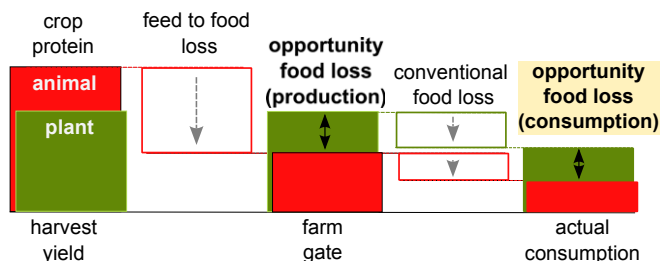 crop
protein
feed to food
loss
opportunity
food loss
(production)
conventional
food loss
opportunity
food loss
(consumption)
animal
plant
harvest
yield
farm
gate
actual
consumption